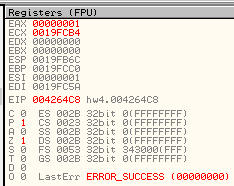 Registers (FPU)
EAX 00000001
ECX 0019FCB4
EDX 00000000
EBX 00000000
ESP 0019FB6C
EBP 0019FCC0
ESI 00000001
EDI 0019FC5A
EIP 004264C8 hw4.004264C8
C 0 ES 002B 32bit 0(FFFFFFFF)
P 1 CS 0023 32bit 0(FFFFFFFF)
A 0 SS 002B 32bit 0(FFFFFFFF)
Z 1 DS 002B 32bit 0(FFFFFFFF)
S 0 FS 0053 32bit 343000(FFF)
T 0 GS 002B 32bit 0(FFFFFFFF)
D 0
O 0 LastErr ERROR_SUCCESS (00000000)